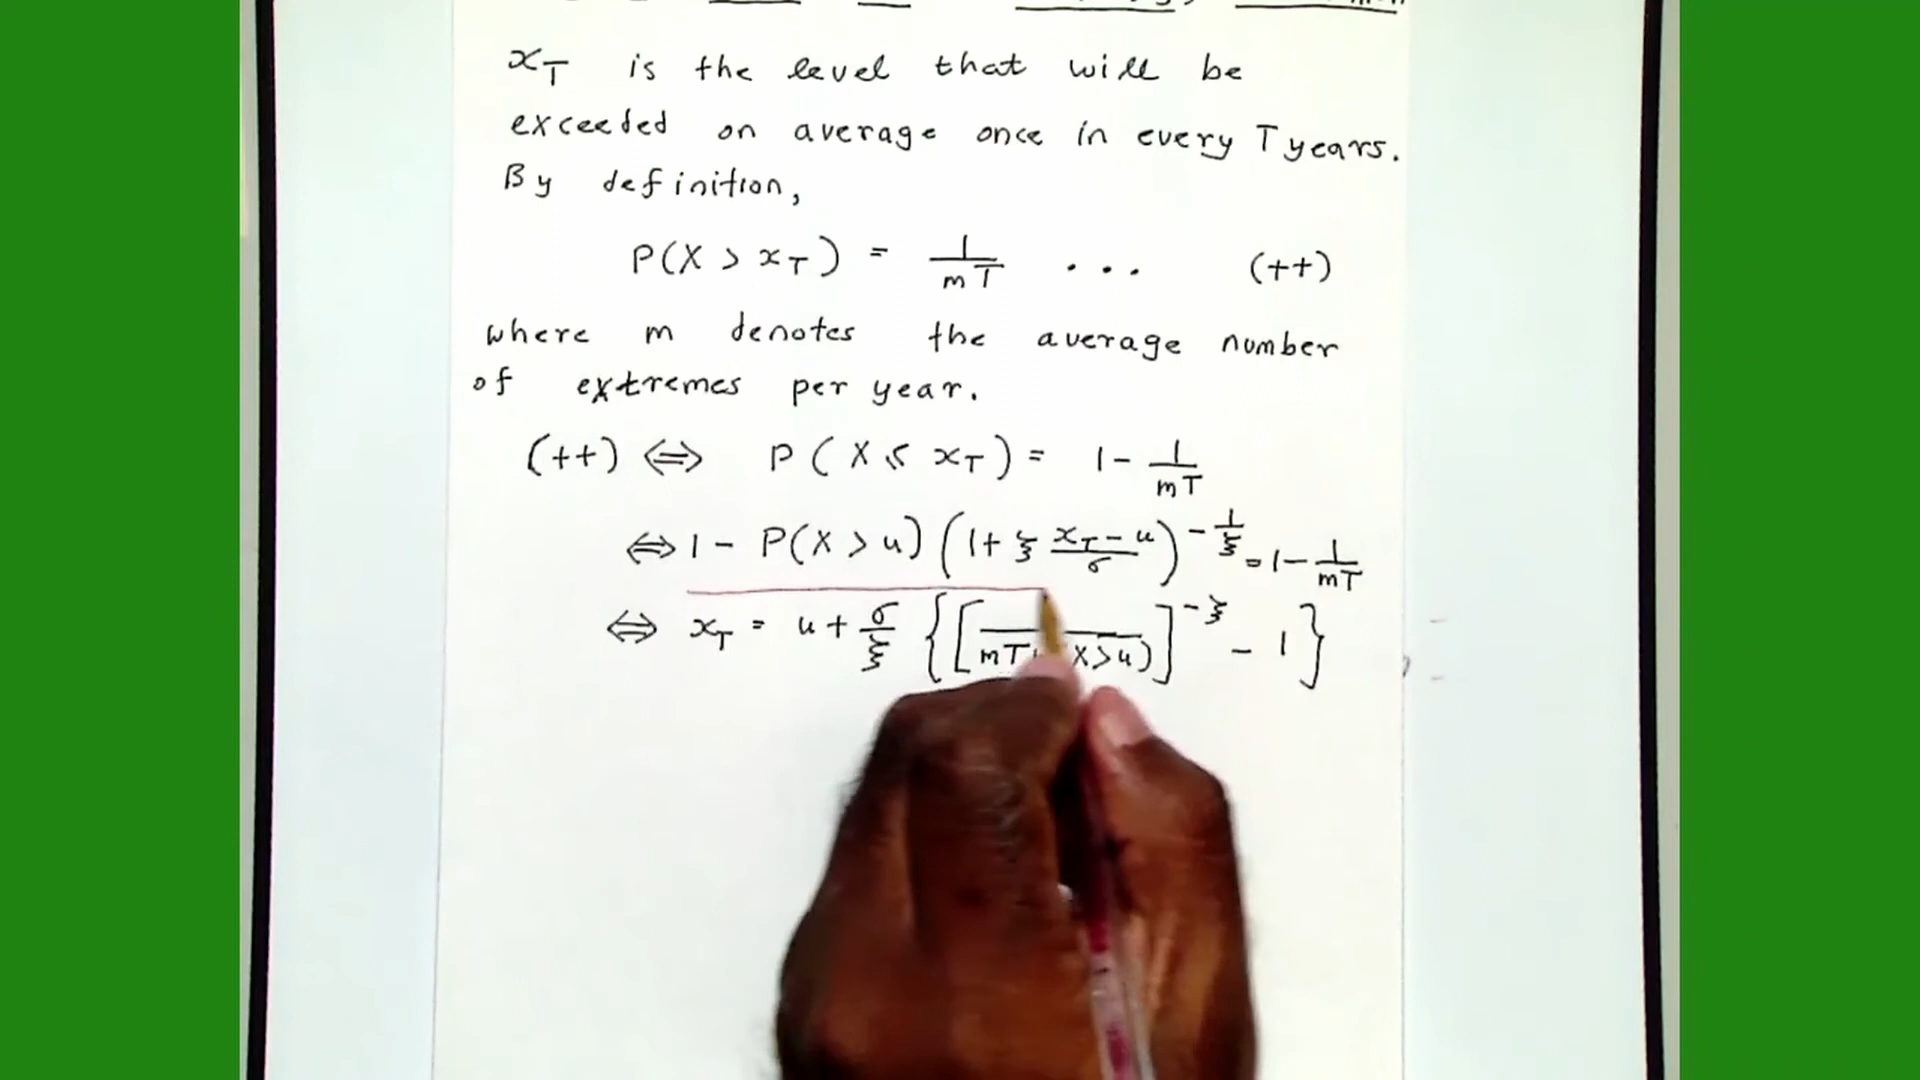 x_T is the level that will be
exceeded on average once in every T years.
By definition,
P(X > x_T) = 1/mT ... (++)
where m denotes the average number
of extremes per year.
(++) ⇔ P(X ≤ x_T) = 1 - 1/mT
⇔ 1 - P(X > u) (1 + ξ (x_T - u)/σ)^(-1/ξ) = 1 - 1/mT
⇔ x_T = u + σ/ξ {[ /mT X > u)]^(-ξ) - 1}